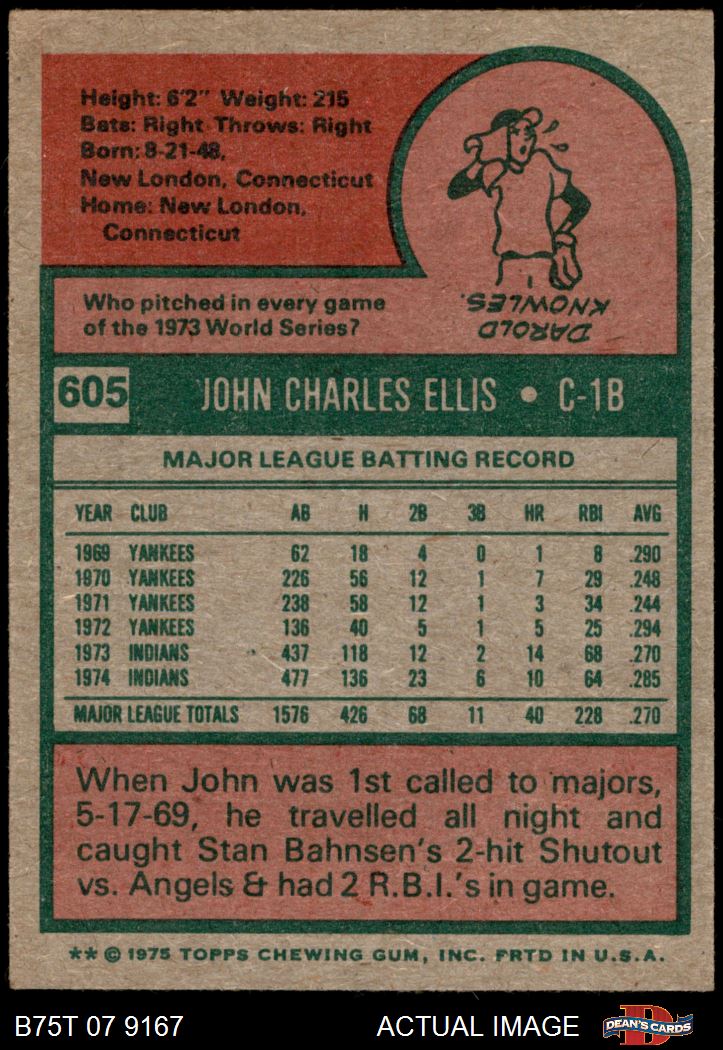 Height: 6'2" Weight: 215
Bats: Right Throws: Right
Born: 8-21-48,
New London, Connecticut
Home: New London,
Connecticut
DAROLD
KNOWLES.
Who pitched in every game
of the 1973 World Series?
605 JOHN CHARLES ELLIS • C-1B
MAJOR LEAGUE BATTING RECORD
YEAR CLUB AB H 2B 3B HR RBI AVG
1969 YANKEES 62 18 4 0 1 8 .290
1970 YANKEES 226 56 12 1 7 29 .248
1971 YANKEES 238 58 12 1 3 34 .244
1972 YANKEES 136 40 5 1 5 25 .294
1973 INDIANS 437 118 12 2 14 68 .270
1974 INDIANS 477 136 23 6 10 64 .285
MAJOR LEAGUE TOTALS 1576 426 68 11 40 228 .270
When John was 1st called to majors,
5-17-69, he travelled all night and
caught Stan Bahnsen's 2-hit Shutout
vs. Angels & had 2 R.B.I.'s in game.
** © 1975 TOPPS CHEWING GUM, INC. PRTD IN U.S.A.
B75T 07 9167 ACTUAL IMAGE DEAN'S CARDS